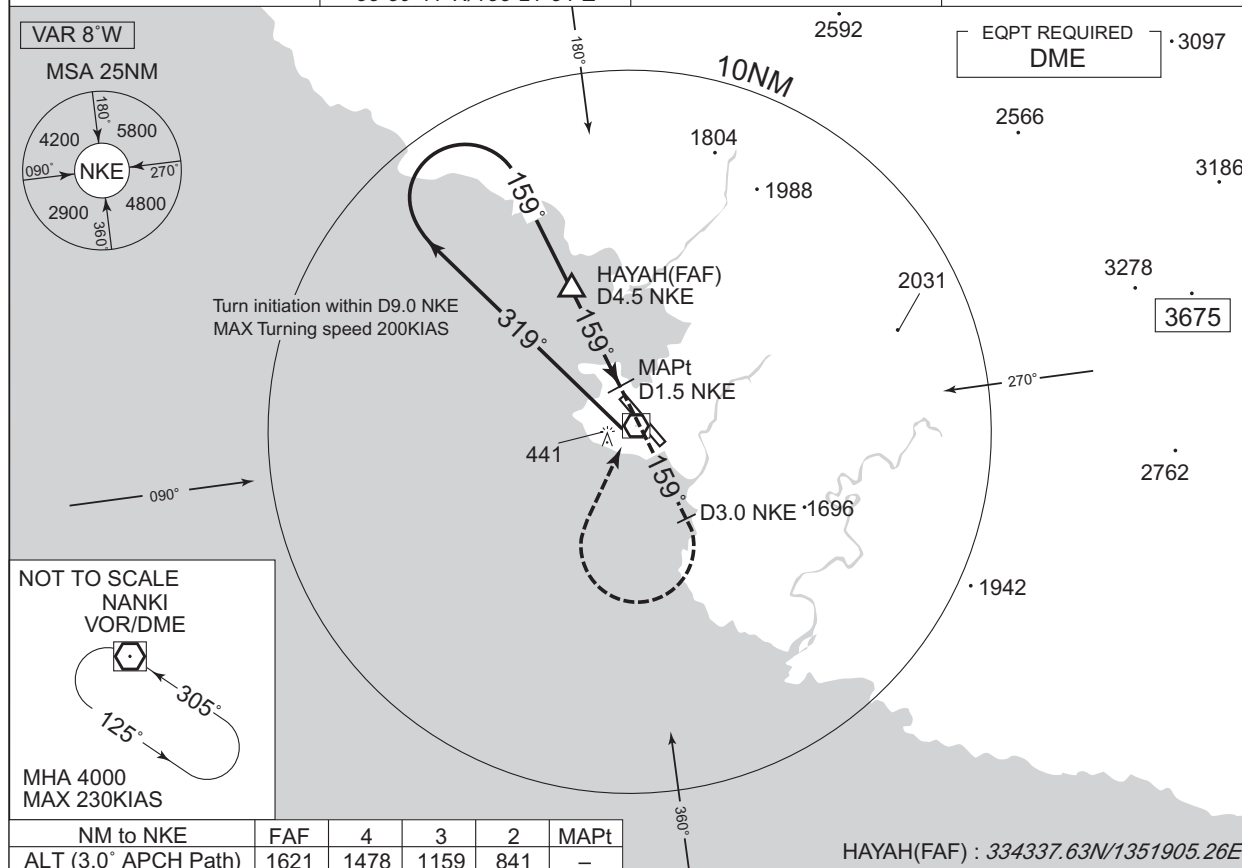 VAR 8°W
MSA 25NM
180°
4200
5800
090°
NKE
270°
2900
4800
360°
180°
2592
EQPT REQUIRED
DME
3097
10NM
2566
1804
3186
1988
159°
HAYAH(FAF)
D4.5 NKE
3278
2031
3675
Turn initiation within D9.0 NKE
MAX Turning speed 200KIAS
319°
159°
MAPt
D1.5 NKE
270°
441
2762
159°
090°
D3.0 NKE
1696
1942
NOT TO SCALE
NANKI
VOR/DME
305°
125°
MHA 4000
MAX 230KIAS
360°
NM to NKE FAF 4 3 2 MAPt
ALT (3.0° APCH Path) 1621 1478 1159 841 –
HAYAH(FAF) : 334337.63N/1351905.26E